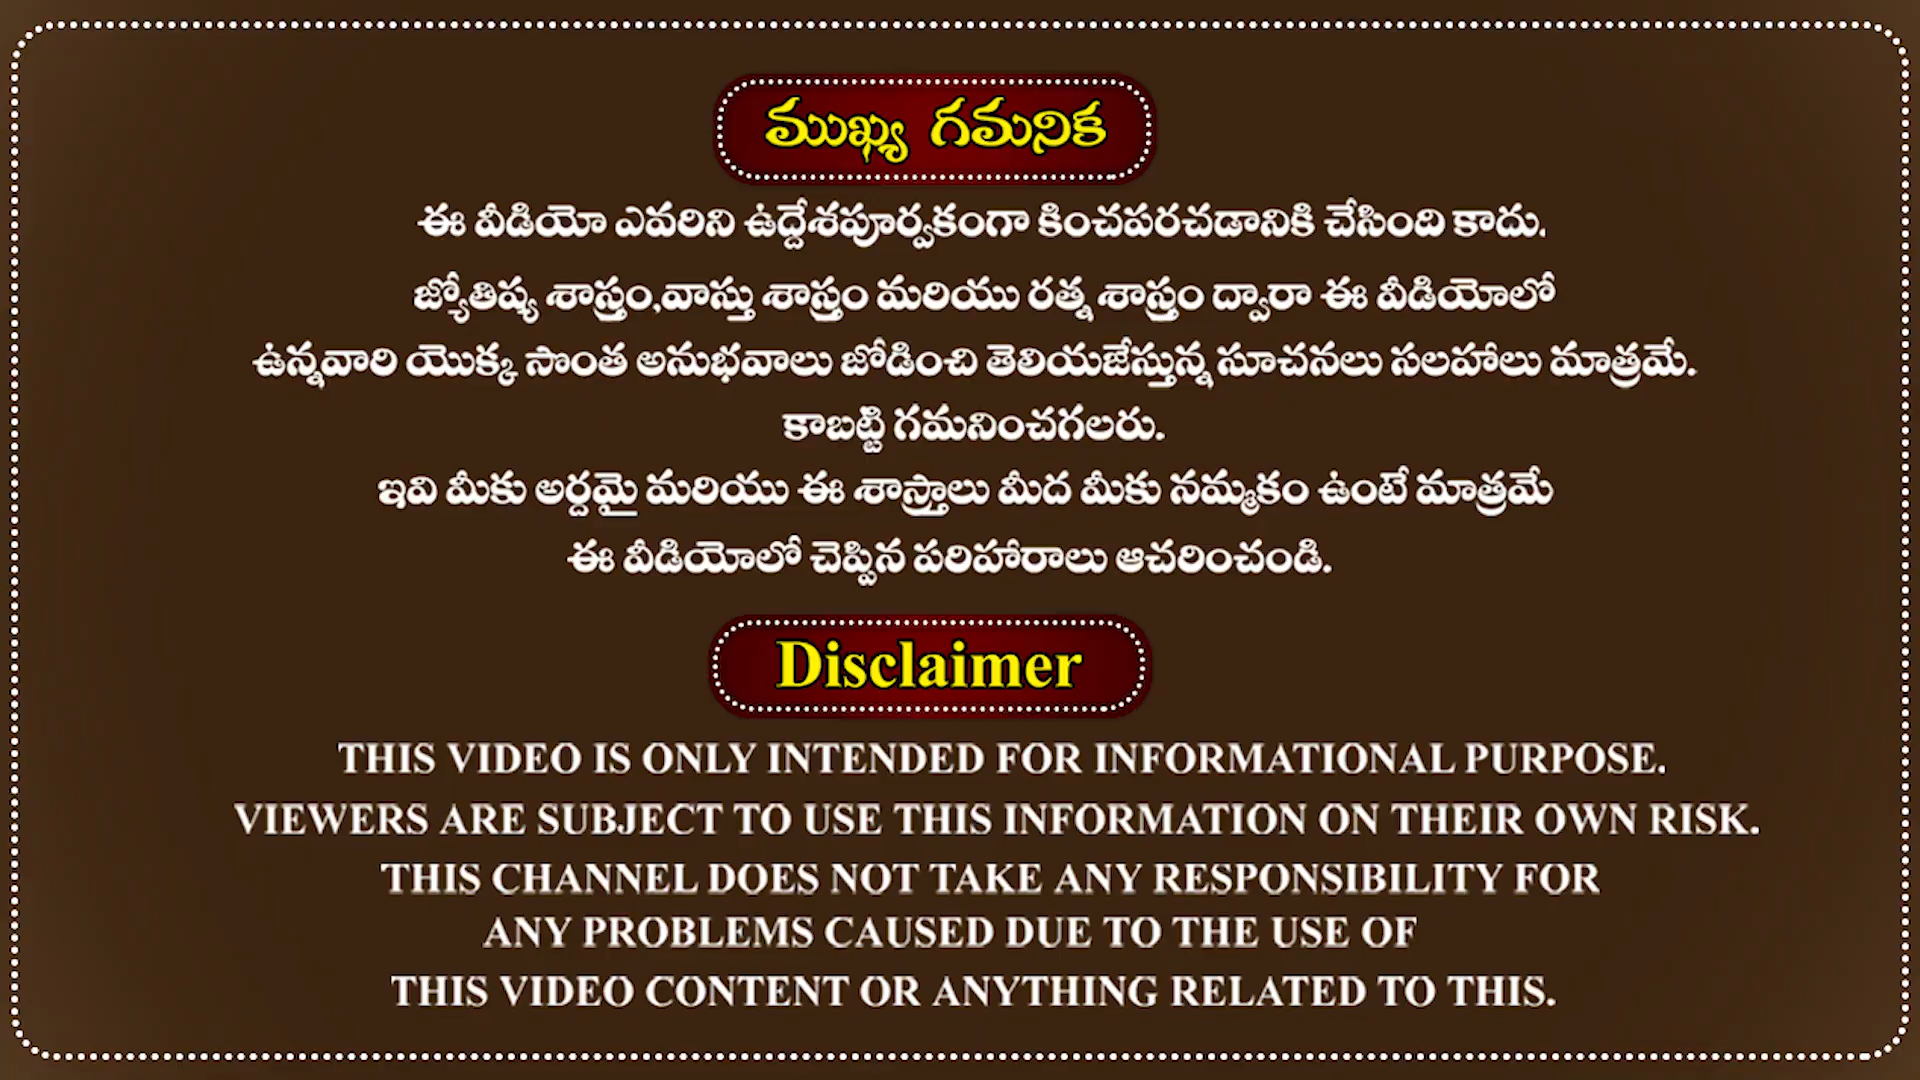 ముఖ్య గమనిక
ఈ వీడియో ఎవరిని ఉద్దేశపూర్వకంగా కించపరచడానికి చేసింది కాదు.
జ్యోతిష్య శాస్త్రం,వాస్తు శాస్త్రం మరియు రత్న శాస్త్రం ద్వారా ఈ వీడియోలో
ఉన్నవారి యొక్క సొంత అనుభవాలు జోడించి తెలియజేస్తున్న సూచనలు సలహాలు మాత్రమే.
కాబట్టి గమనించగలరు.
ఇవి మీకు అర్దమై మరియు ఈ శాస్త్రాలు మీద మీకు నమ్మకం ఉంటే మాత్రమే
ఈ వీడియోలో చెప్పిన పరిహారాలు ఆచరించండి.
Disclaimer
THIS VIDEO IS ONLY INTENDED FOR INFORMATIONAL PURPOSE.
VIEWERS ARE SUBJECT TO USE THIS INFORMATION ON THEIR OWN RISK.
THIS CHANNEL DOES NOT TAKE ANY RESPONSIBILITY FOR
ANY PROBLEMS CAUSED DUE TO THE USE OF
THIS VIDEO CONTENT OR ANYTHING RELATED TO THIS.